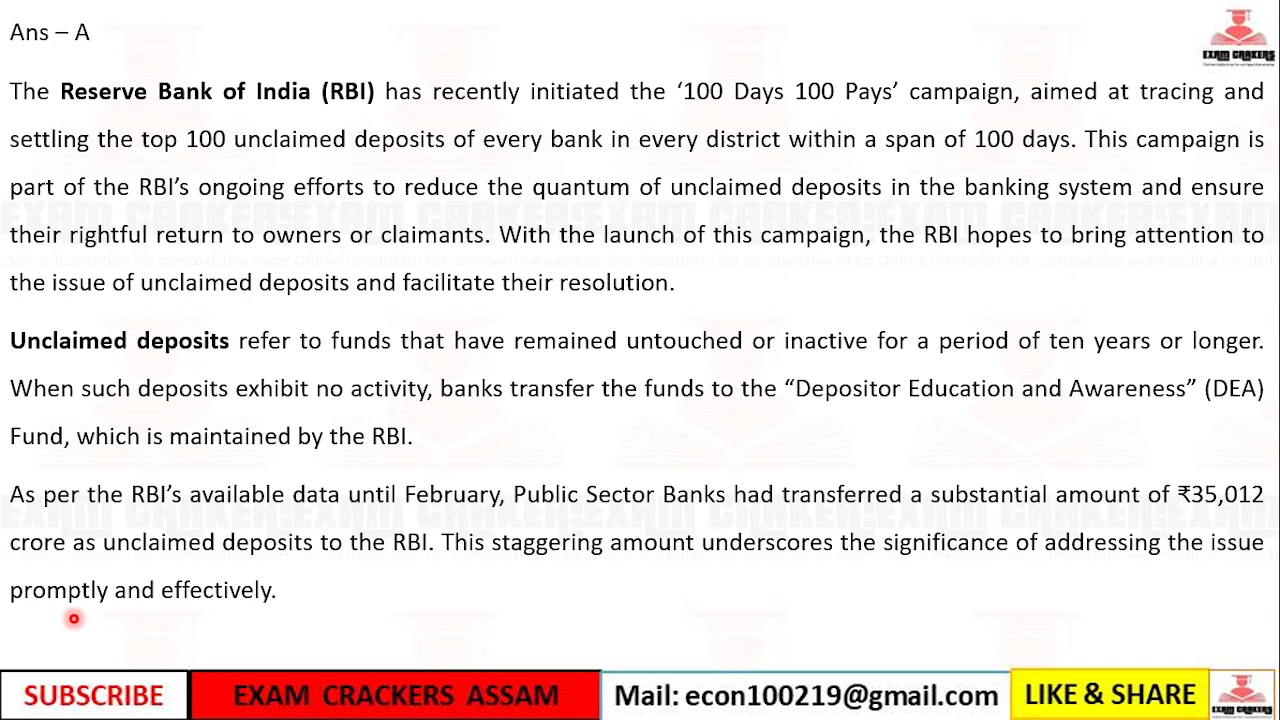 Ans – A
EXAM CRAKERS
The Reserve Bank of India (RBI) has recently initiated the ‘100 Days 100 Pays’ campaign, aimed at tracing and
settling the top 100 unclaimed deposits of every bank in every district within a span of 100 days. This campaign is
part of the RBI’s ongoing efforts to reduce the quantum of unclaimed deposits in the banking system and ensure
their rightful return to owners or claimants. With the launch of this campaign, the RBI hopes to bring attention to
the issue of unclaimed deposits and facilitate their resolution.
Unclaimed deposits refer to funds that have remained untouched or inactive for a period of ten years or longer.
When such deposits exhibit no activity, banks transfer the funds to the “Depositor Education and Awareness” (DEA)
Fund, which is maintained by the RBI.
As per the RBI’s available data until February, Public Sector Banks had transferred a substantial amount of ₹35,012
crore as unclaimed deposits to the RBI. This staggering amount underscores the significance of addressing the issue
promptly and effectively.
SUBSCRIBE EXAM CRACKERS ASSAM Mail: econ100219@gmail.com LIKE & SHARE
EXAM CRAKERS